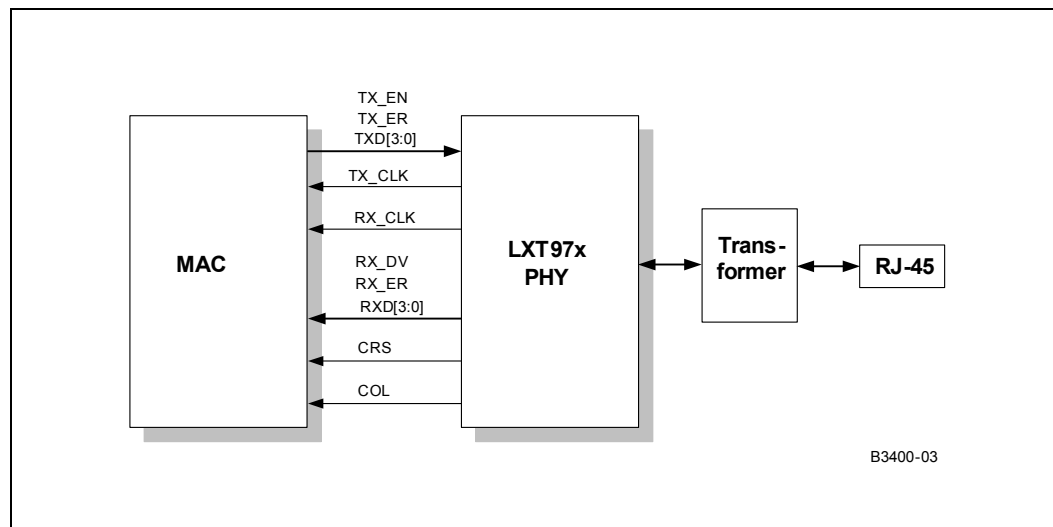 TX_EN
TX_ER
TXD[3:0]
TX_CLK
RX_CLK
MAC
RX_DV
RX_ER
RXD[3:0]
CRS
COL
LXT97x
PHY
Trans-
former
RJ-45
B3400-03